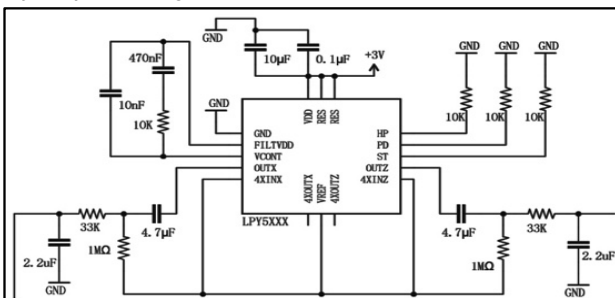 GND
10μF
0.1μF
+3V
GND
GND
GND
470nF
10nF
10K
GND
VDD
RES
RES
10K
10K
10K
GND
FILTVDD
VCONT
OUTX
4XINX
HP
PD
ST
OUTZ
4XINZ
4XOUTX
VREF
4XOUTZ
LPY5XXX
33K
4.7μF
4.7μF
33K
1MΩ
1MΩ
2.2uF
2.2uF
GND
GND